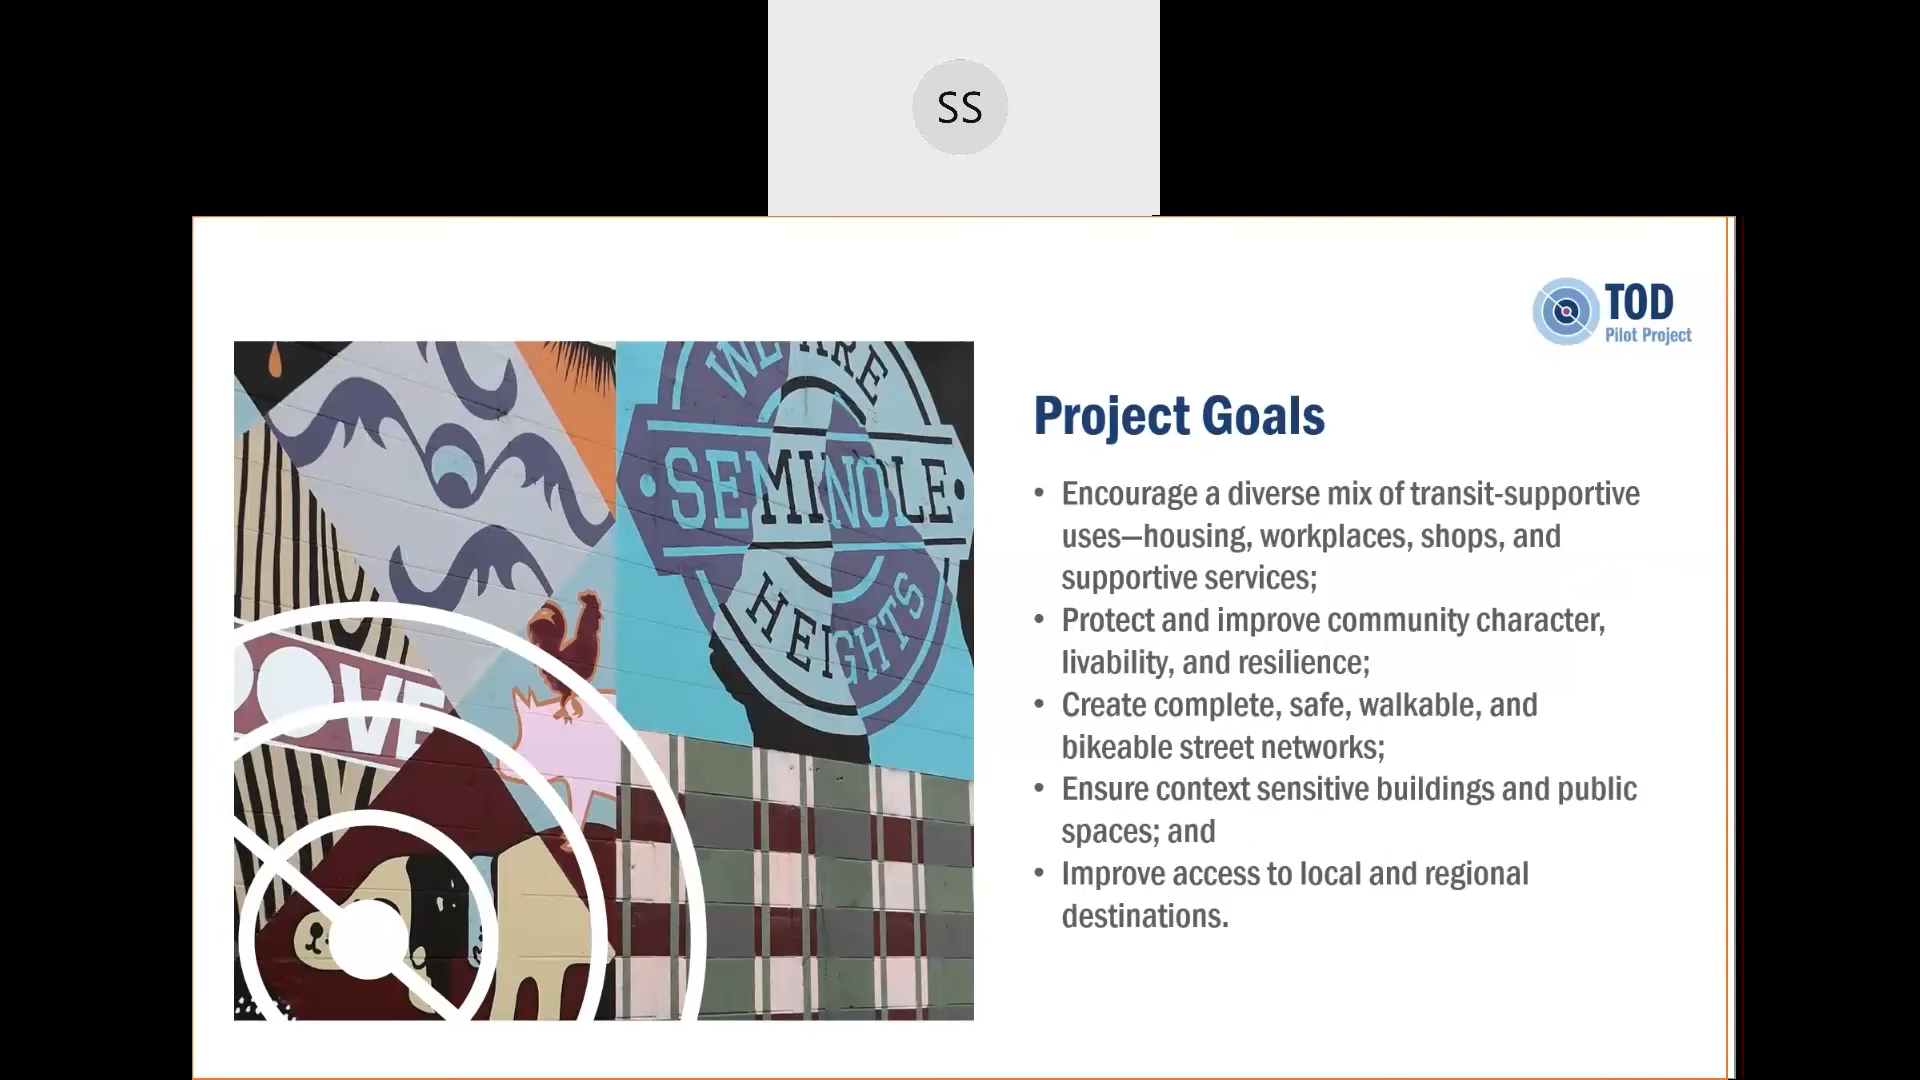 SS
TOD
Pilot Project
WE ARE
SEMINOLE
HEIGHTS
OVE
Project Goals
• Encourage a diverse mix of transit-supportive
uses—housing, workplaces, shops, and
supportive services;
• Protect and improve community character,
livability, and resilience;
• Create complete, safe, walkable, and
bikeable street networks;
• Ensure context sensitive buildings and public
spaces; and
• Improve access to local and regional
destinations.